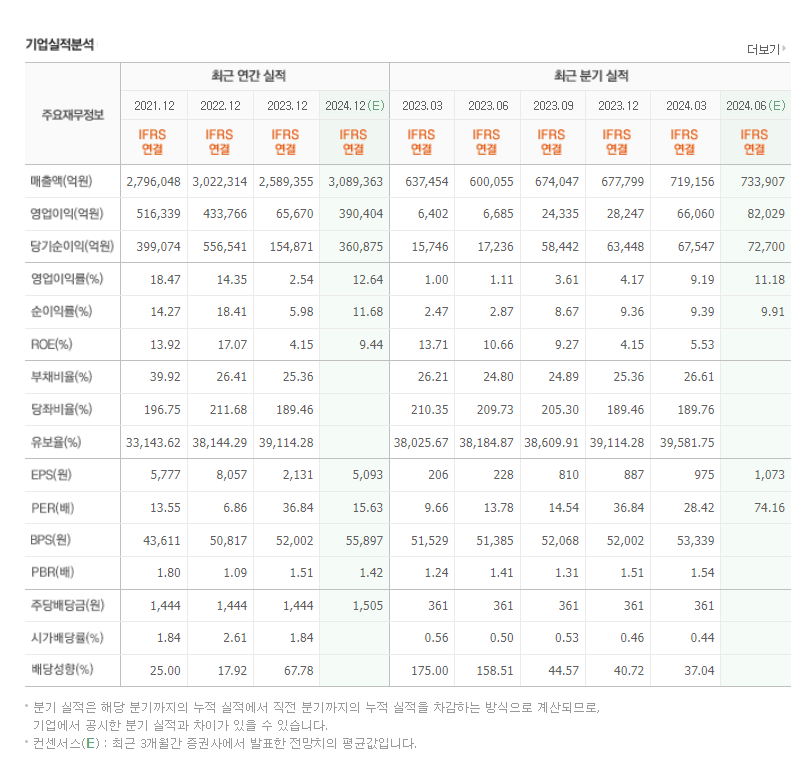 기업실적분석
더보기
주요재무정보 최근 연간 실적 최근 분기 실적
2021.12 2022.12 2023.12 2024.12(E) 2023.03 2023.06 2023.09 2023.12 2024.03 2024.06(E)
IFRS IFRS IFRS IFRS IFRS IFRS IFRS IFRS IFRS IFRS
연결 연결 연결 연결 연결 연결 연결 연결 연결 연결
매출액(억원) 2,796,048 3,022,314 2,589,355 3,089,363 637,454 600,055 674,047 677,799 719,156 733,907
영업이익(억원) 516,339 433,766 65,670 390,404 6,402 6,685 24,335 28,247 66,060 82,029
당기순이익(억원) 399,074 556,541 154,871 360,875 15,746 17,236 58,442 63,448 67,547 72,700
영업이익률(%) 18.47 14.35 2.54 12.64 1.00 1.11 3.61 4.17 9.19 11.18
순이익률(%) 14.27 18.41 5.98 11.68 2.47 2.87 8.67 9.36 9.39 9.91
ROE(%) 13.92 17.07 4.15 9.44 13.71 10.66 9.27 4.15 5.53
부채비율(%) 39.92 26.41 25.36 26.21 24.80 24.89 25.36 26.61
당좌비율(%) 196.75 211.68 189.46 210.35 209.73 205.30 189.46 189.76
유보율(%) 33,143.62 38,144.29 39,114.28 38,025.67 38,184.87 38,609.91 39,114.28 39,581.75
EPS(원) 5,777 8,057 2,131 5,093 206 228 810 887 975 1,073
PER(배) 13.55 6.86 36.84 15.63 9.66 13.78 14.54 36.84 28.42 74.16
BPS(원) 43,611 50,817 52,002 55,897 51,529 51,385 52,068 52,002 53,339
PBR(배) 1.80 1.09 1.51 1.42 1.24 1.41 1.31 1.51 1.54
주당배당금(원) 1,444 1,444 1,444 1,505 361 361 361 361 361
시가배당률(%) 1.84 2.61 1.84 0.56 0.50 0.53 0.46 0.44
배당성향(%) 25.00 17.92 67.78 175.00 158.51 44.57 40.72 37.04
* 분기 실적은 해당 분기까지의 누적 실적에서 직전 분기까지의 누적 실적을 차감하는 방식으로 계산되므로,
기업에서 공시한 분기 실적과 차이가 있을 수 있습니다.
* 컨센서스(E) : 최근 3개월간 증권사에서 발표한 전망치의 평균값입니다.